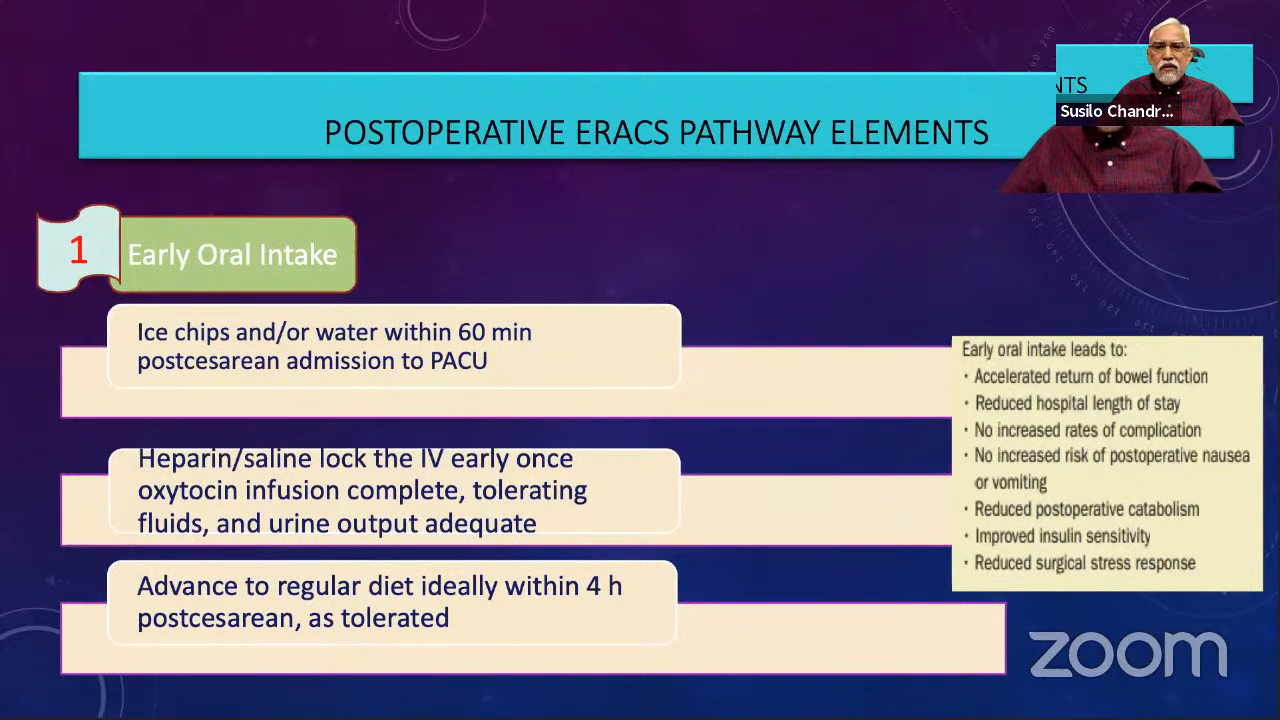 NTS
Susilo Chandr...
POSTOPERATIVE ERACS PATHWAY ELEMENTS
1
Early Oral Intake
Ice chips and/or water within 60 min
postcesarean admission to PACU
Heparin/saline lock the IV early once
oxytocin infusion complete, tolerating
fluids, and urine output adequate
Advance to regular diet ideally within 4 h
postcesarean, as tolerated
Early oral intake leads to:
• Accelerated return of bowel function
• Reduced hospital length of stay
• No increased rates of complication
• No increased risk of postoperative nausea
or vomiting
• Reduced postoperative catabolism
• Improved insulin sensitivity
• Reduced surgical stress response
zoom